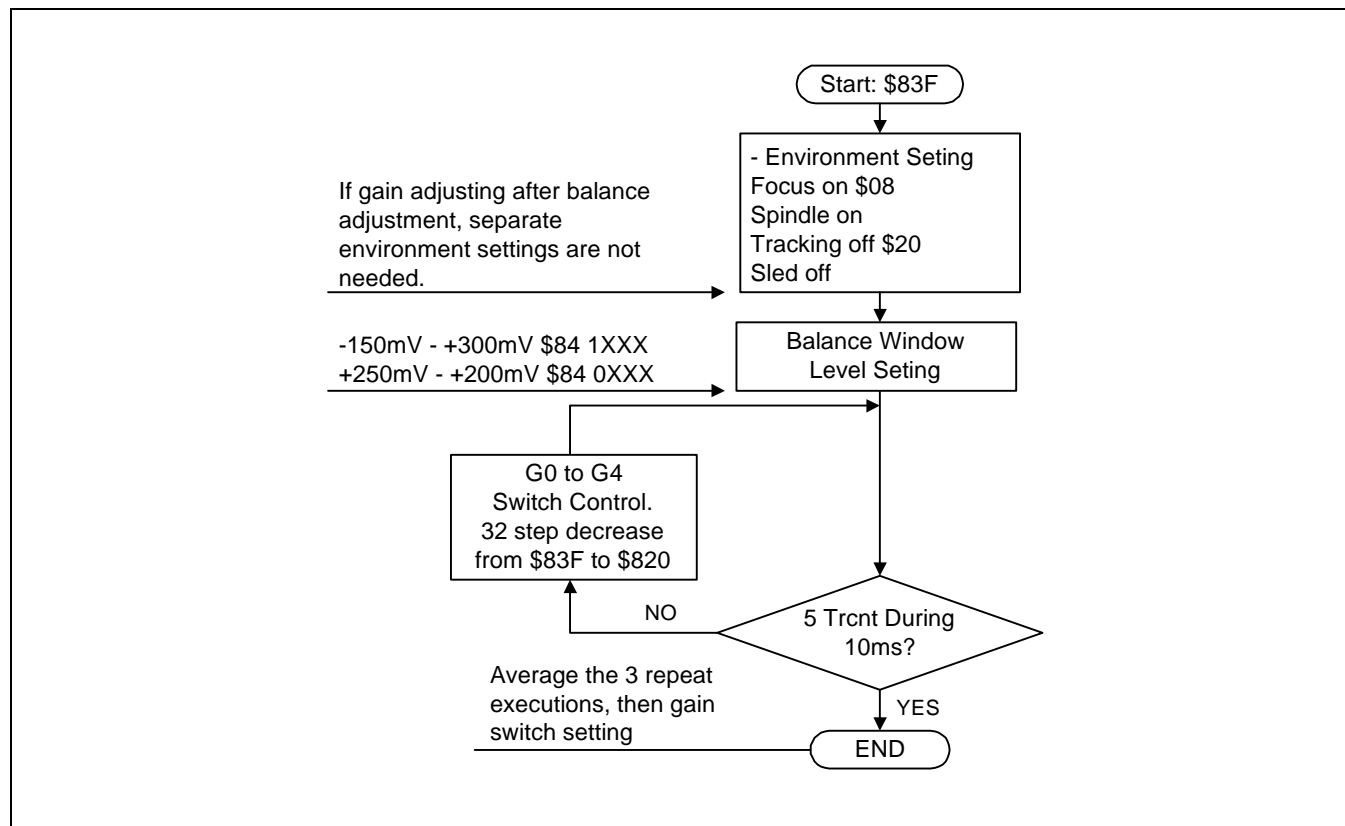 Start: $83F
- Environment Seting
Focus on $08
Spindle on
Tracking off $20
Sled off
If gain adjusting after balance
adjustment, separate
environment settings are not
needed.
-150mV - +300mV $84 1XXX
+250mV - +200mV $84 0XXX
Balance Window
Level Seting
G0 to G4
Switch Control.
32 step decrease
from $83F to $820
NO
5 Trcnt During
10ms?
YES
Average the 3 repeat
executions, then gain
switch setting
END